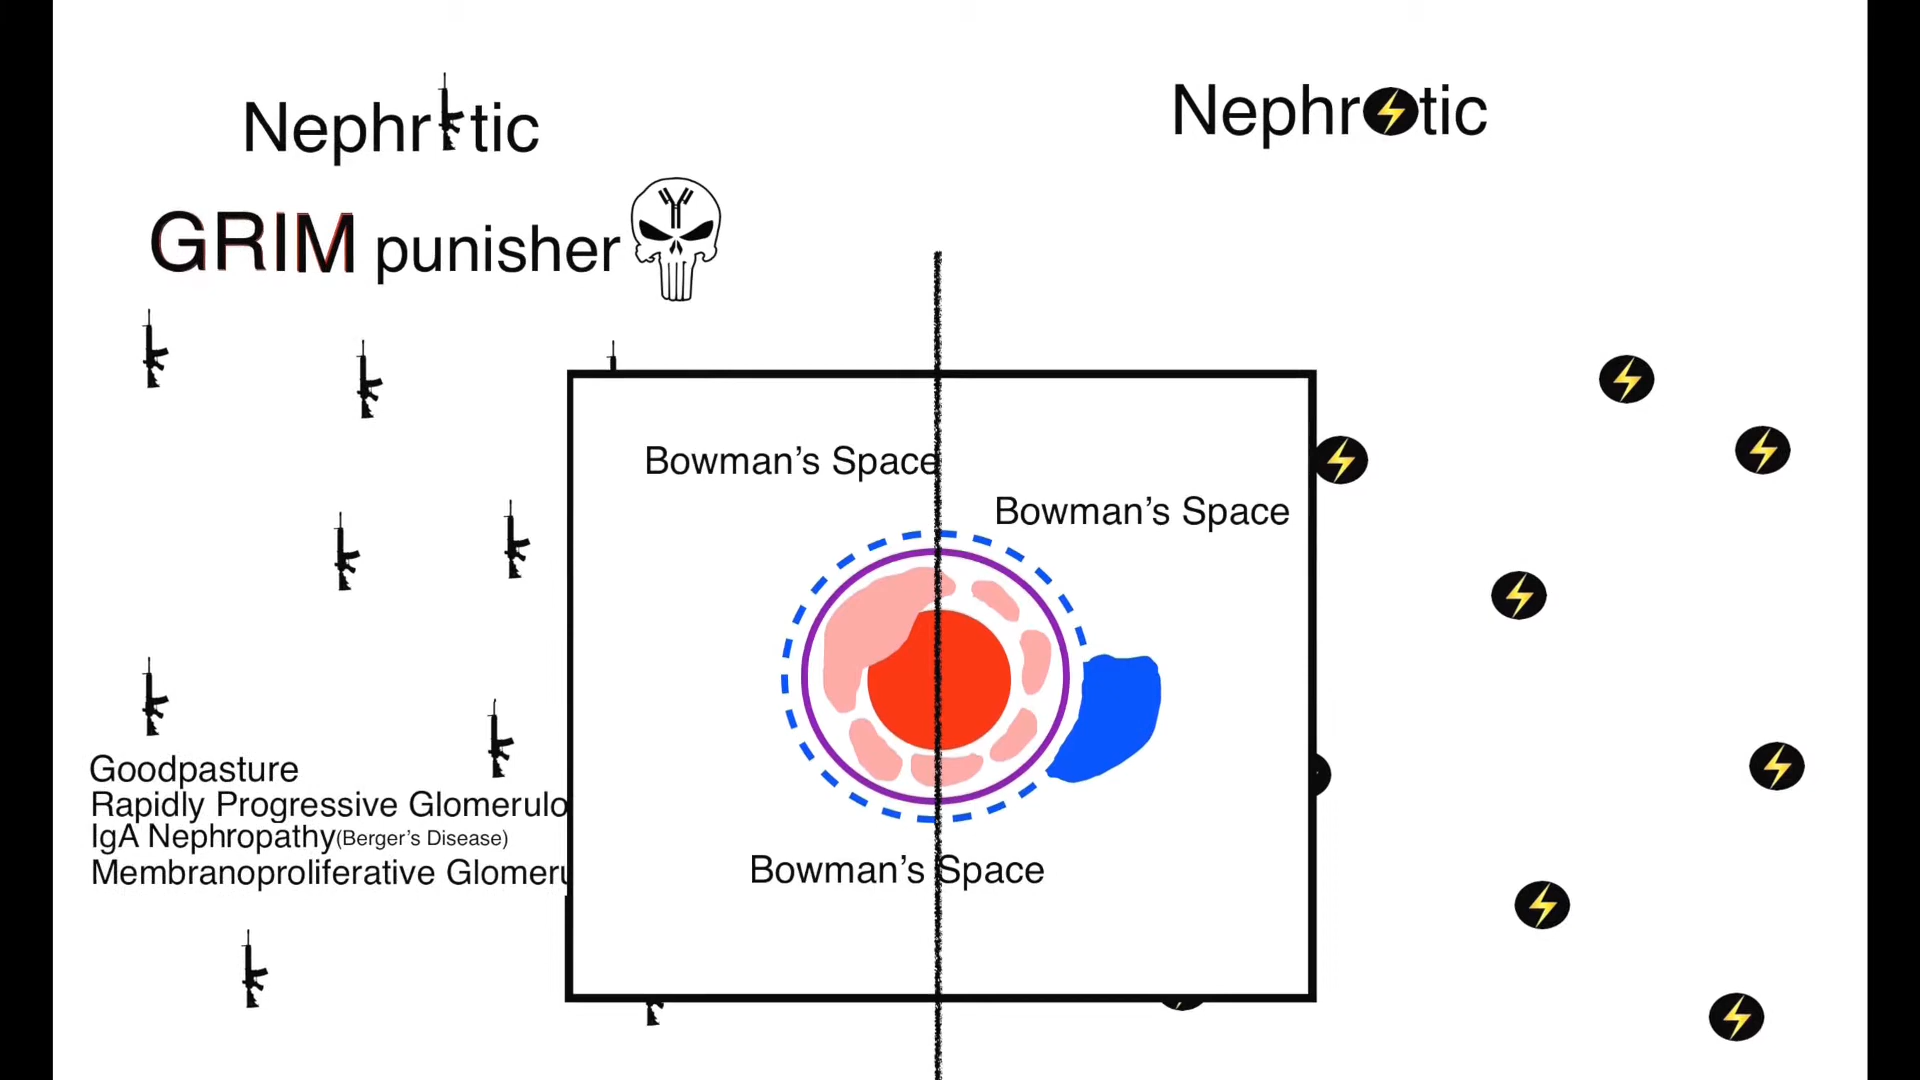 Nephr tic
Nephr tic
GRIM punisher
Bowman's Space
Bowman's Space
Goodpasture
Rapidly Progressive Glomerulo
IgA Nephropathy(Berger's Disease)
Membranoproliferative Glomeru
Bowman's Space